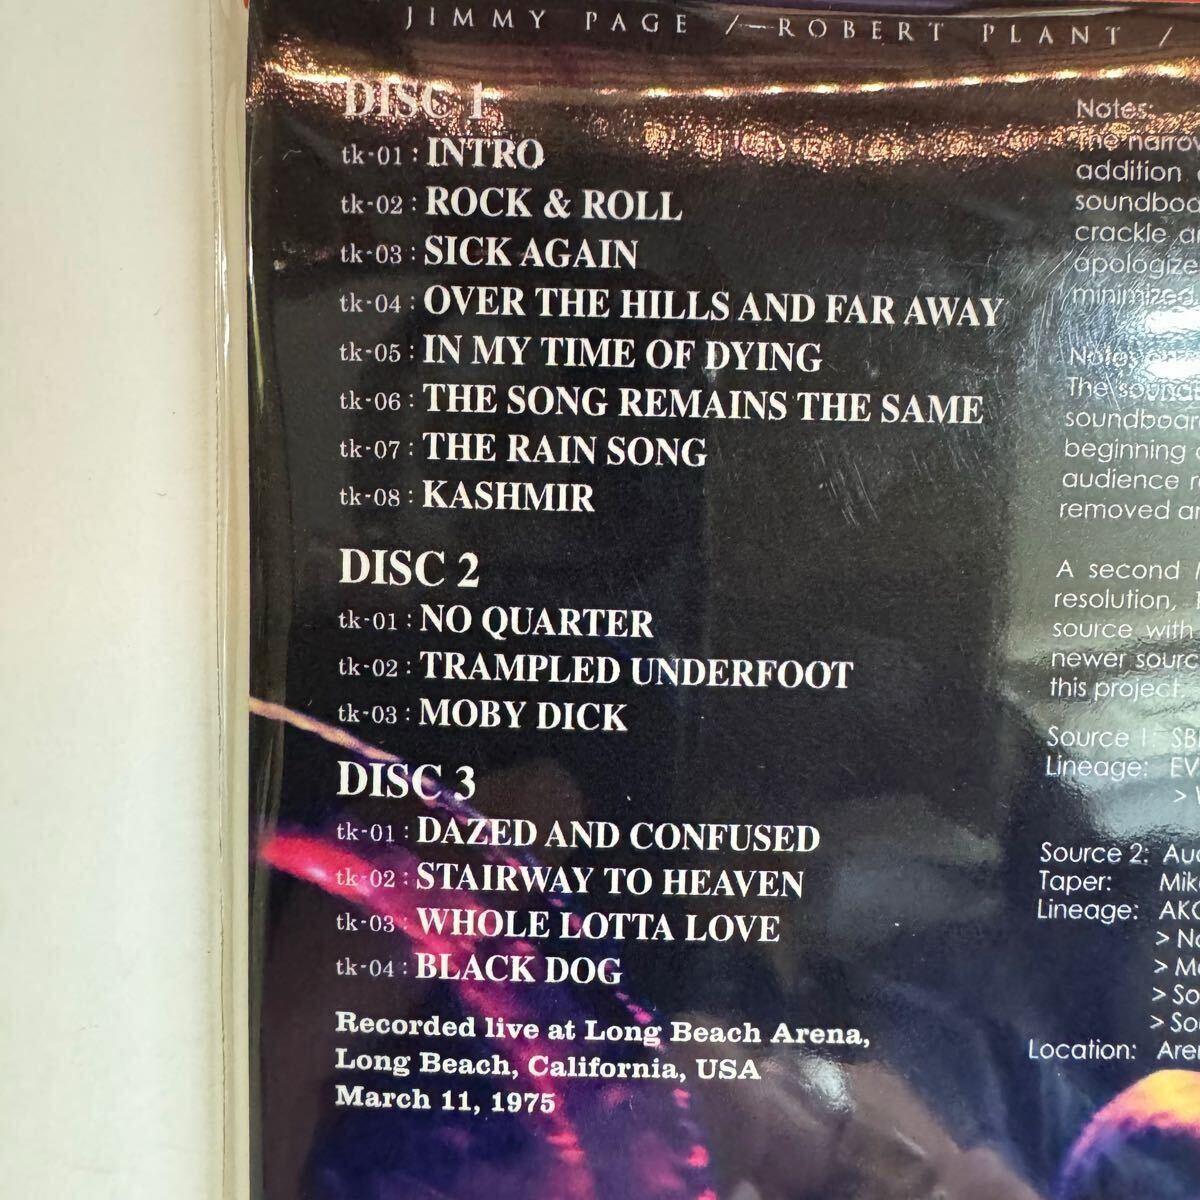 JIMMY PAGE / ROBERT PLANT /
DISC 1
tk-01 : INTRO
tk-02 : ROCK & ROLL
tk-03 : SICK AGAIN
tk-04 : OVER THE HILLS AND FAR AWAY
tk-05 : IN MY TIME OF DYING
tk-06 : THE SONG REMAINS THE SAME
tk-07 : THE RAIN SONG
tk-08 : KASHMIR
DISC 2
tk-01 : NO QUARTER
tk-02 : TRAMPLED UNDERFOOT
tk-03 : MOBY DICK
DISC 3
tk-01 : DAZED AND CONFUSED
tk-02 : STAIRWAY TO HEAVEN
tk-03 : WHOLE LOTTA LOVE
tk-04 : BLACK DOG
Recorded live at Long Beach Arena,
Long Beach, California, USA
March 11, 1975
Notes:
The
addition
crackle
Notes
The
beginning
audience
removed
A second
resolution,
source with
newer
this project.
Source 1:
Lineage:
>
Source 2:
Taper:
Lineage: AKG
>
>
>
>
Location: